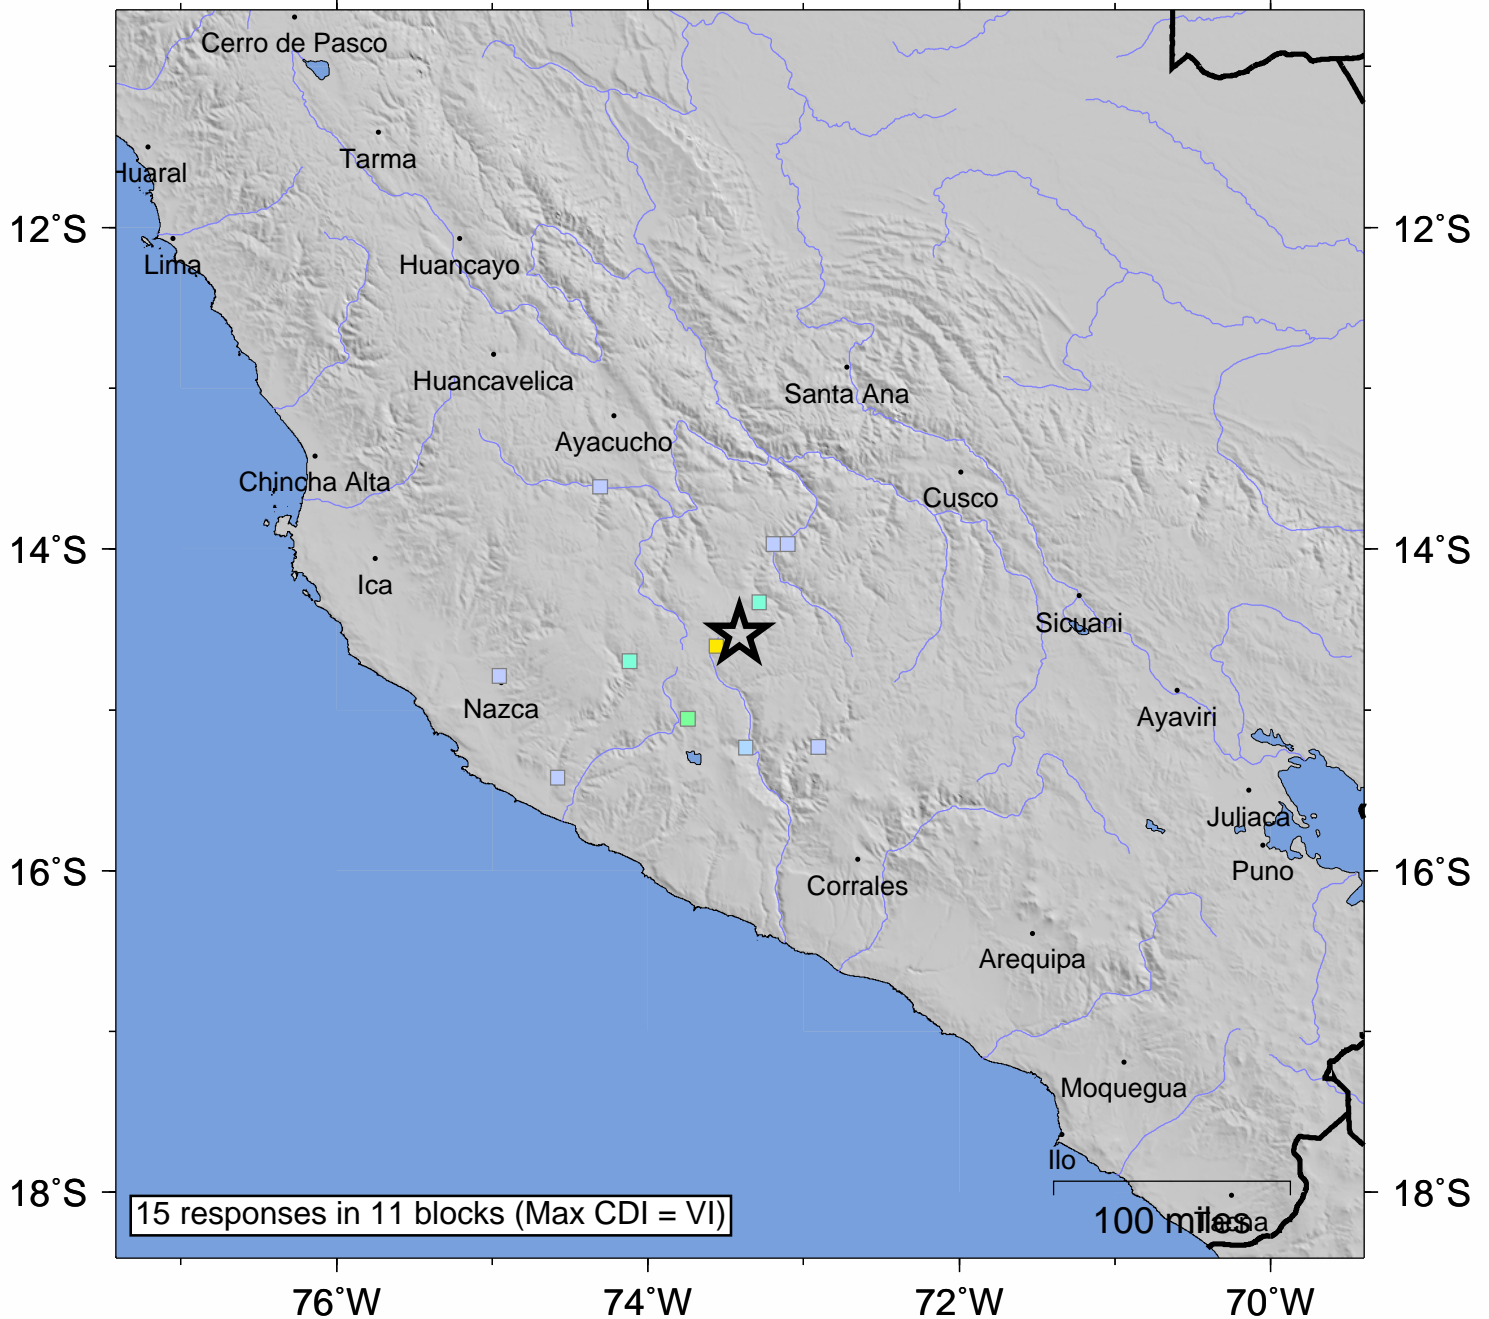 Cerro de Pasco
Tarma
Huaral
12°S
12°S
Lima
Huancayo
Huancavelica
Santa Ana
Ayacucho
Chincha Alta
Cusco
14°S
14°S
Ica
Sicuani
Nazca
Ayaviri
Juliaca
16°S
16°S
Puno
Corrales
Arequipa
Moquegua
Ilo
18°S
18°S
15 responses in 11 blocks (Max CDI = VI)
100 miles
Tacna
76°W
74°W
72°W
70°W